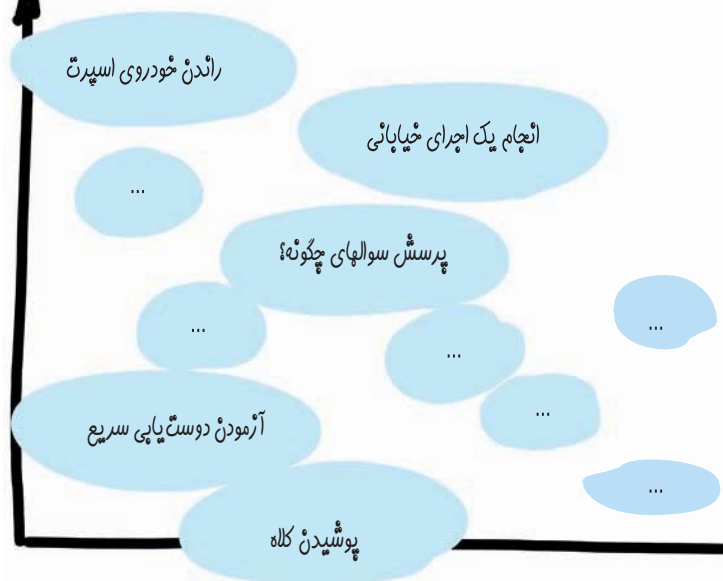 راندن خودروی اسپرت
انجام یک اجرای خیابانی
...
پرسش سوالهای چگونه؟
...
...
...
...
آزمودن دوست‌یابی سریع
...
پوشیدن کلاه